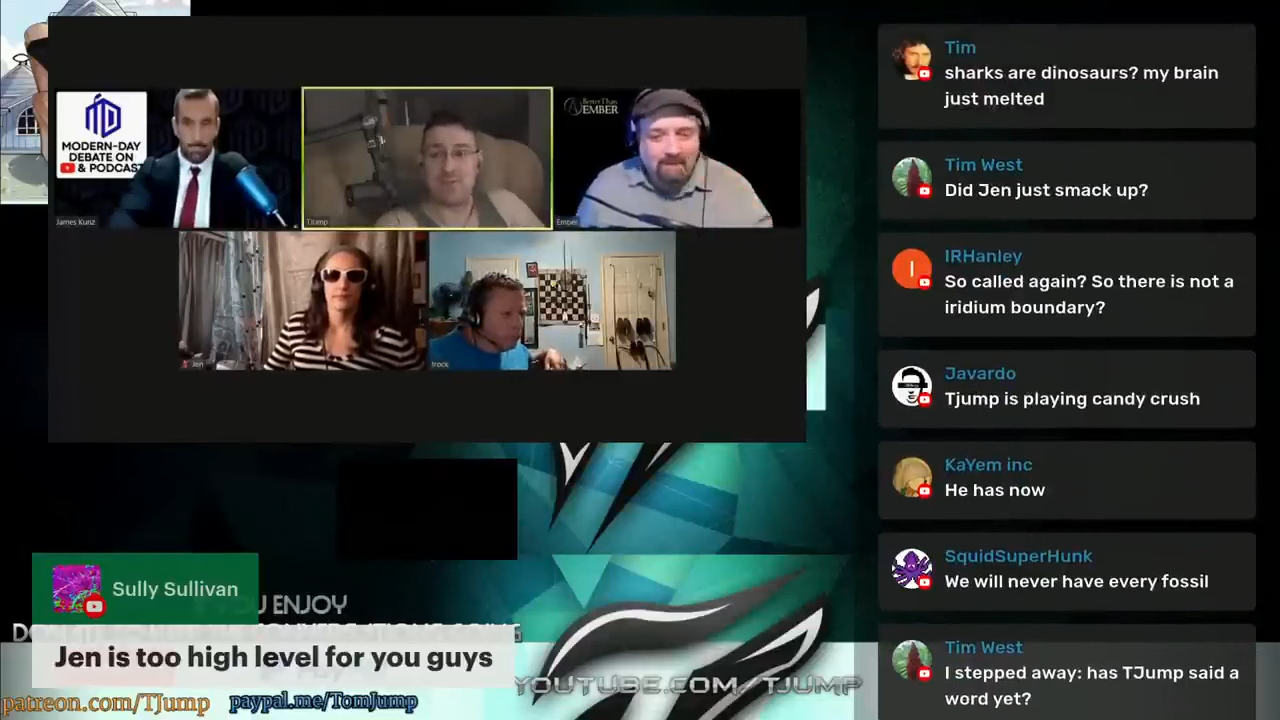 MODERN-DAY
DEBATE ON
& PODCAST
James Kunz
TJump
Better Than
EMBER
Ember
Jen
trock
Tim
sharks are dinosaurs? my brain
just melted
Tim West
Did Jen just smack up?
IRHanley
So called again? So there is not a
iridium boundary?
Javardo
Tjump is playing candy crush
KaYem inc
He has now
SquidSuperHunk
We will never have every fossil
Tim West
I stepped away: has TJump said a
word yet?
Sully Sullivan
U ENJOY
Jen is too high level for you guys
YOUTUBE.COM/TJUMP
patreon.com/TJump
paypal.me/TomJump